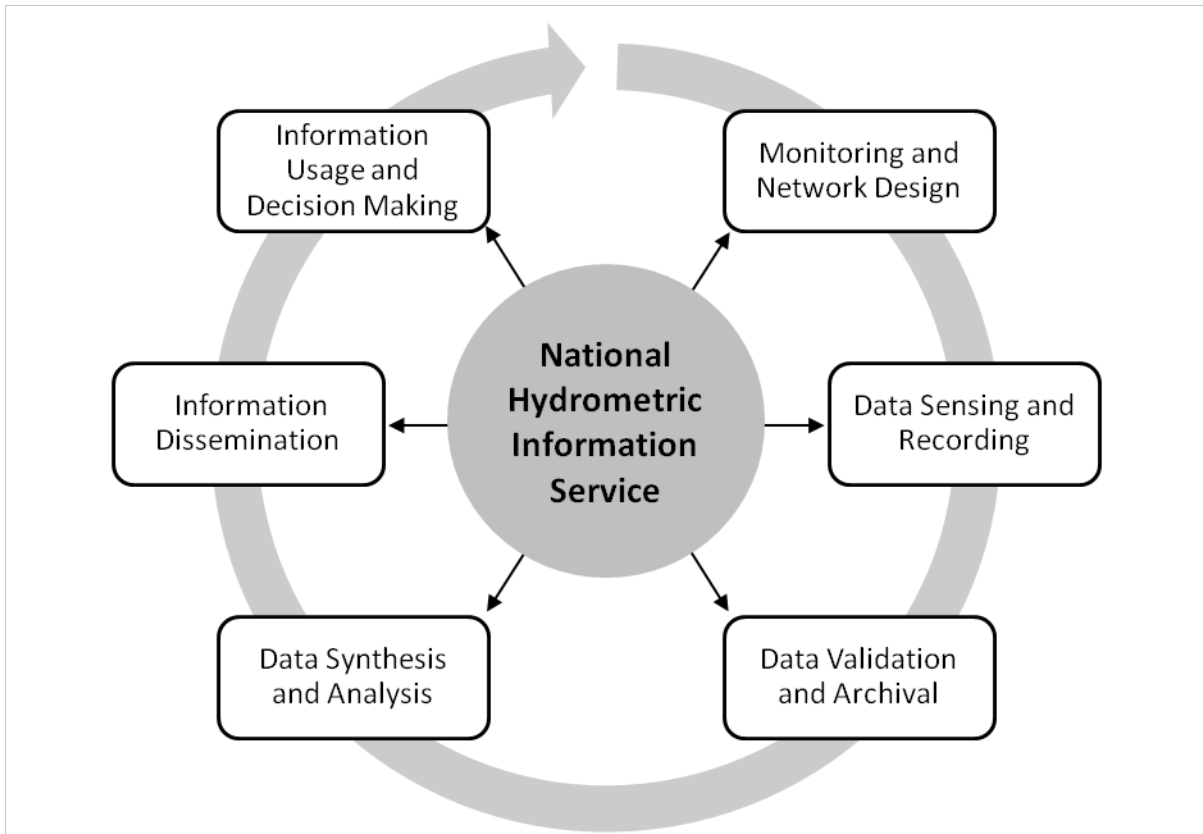 Information
Usage and
Decision Making
Monitoring and
Network Design
National
Hydrometric
Information
Service
Information
Dissemination
Data Sensing and
Recording
Data Synthesis
and Analysis
Data Validation
and Archival